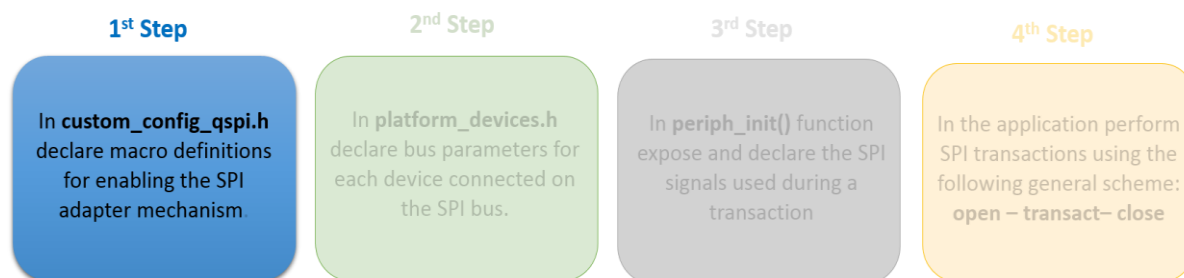 1st Step
In custom_config_qspi.h
declare macro definitions
for enabling the SPI
adapter mechanism.
2nd Step
In platform_devices.h
declare bus parameters for
each device connected on
the SPI bus.
3rd Step
In periph_init() function
expose and declare the SPI
signals used during a
transaction
4th Step
In the application perform
SPI transactions using the
following general scheme:
open – transact– close